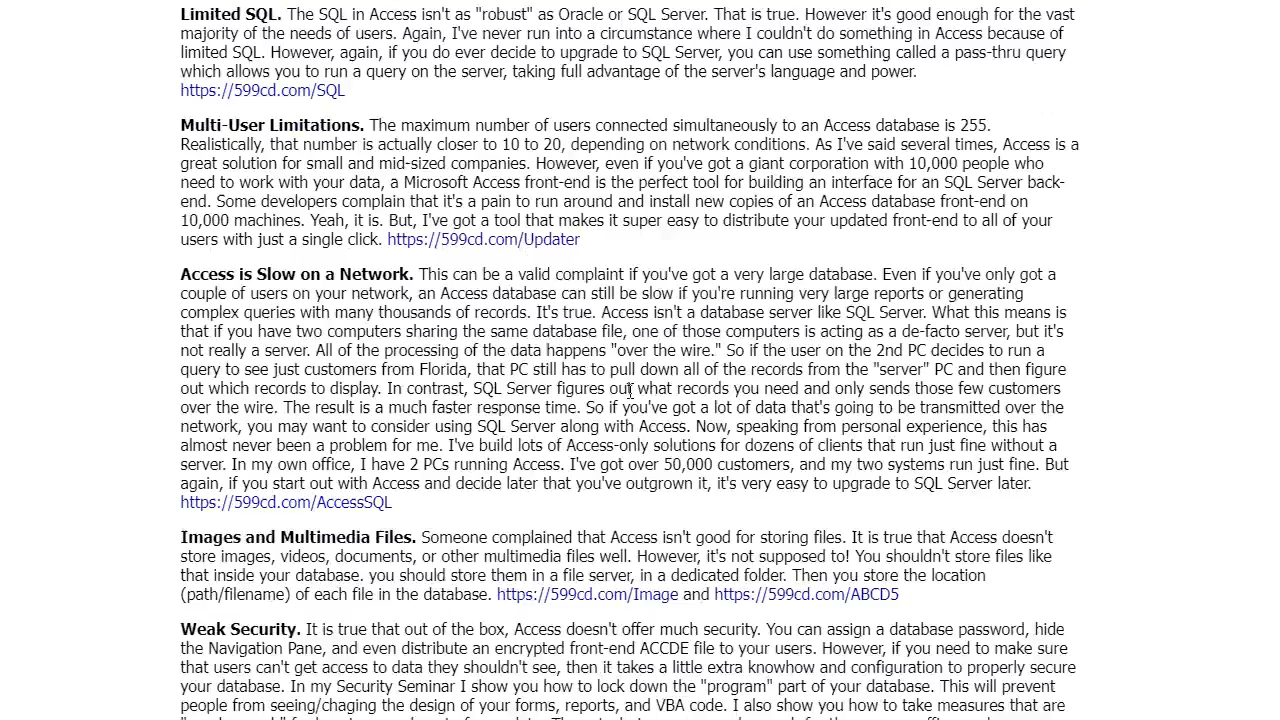 Limited SQL. The SQL in Access isn't as "robust" as Oracle or SQL Server. That is true. However it's good enough for the vast
majority of the needs of users. Again, I've never run into a circumstance where I couldn't do something in Access because of
limited SQL. However, again, if you do ever decide to upgrade to SQL Server, you can use something called a pass-thru query
which allows you to run a query on the server, taking full advantage of the server's language and power.
https://599cd.com/SQL
Multi-User Limitations. The maximum number of users connected simultaneously to an Access database is 255.
Realistically, that number is actually closer to 10 to 20, depending on network conditions. As I've said several times, Access is a
great solution for small and mid-sized companies. However, even if you've got a giant corporation with 10,000 people who
need to work with your data, a Microsoft Access front-end is the perfect tool for building an interface for an SQL Server back-
end. Some developers complain that it's a pain to run around and install new copies of an Access database front-end on
10,000 machines. Yeah, it is. But, I've got a tool that makes it super easy to distribute your updated front-end to all of your
users with just a single click. https://599cd.com/Updater
Access is Slow on a Network. This can be a valid complaint if you've got a very large database. Even if you've only got a
couple of users on your network, an Access database can still be slow if you're running very large reports or generating
complex queries with many thousands of records. It's true. Access isn't a database server like SQL Server. What this means is
that if you have two computers sharing the same database file, one of those computers is acting as a de-facto server, but it's
not really a server. All of the processing of the data happens "over the wire." So if the user on the 2nd PC decides to run a
query to see just customers from Florida, that PC still has to pull down all of the records from the "server" PC and then figure
out which records to display. In contrast, SQL Server figures out what records you need and only sends those few customers
over the wire. The result is a much faster response time. So if you've got a lot of data that's going to be transmitted over the
network, you may want to consider using SQL Server along with Access. Now, speaking from personal experience, this has
almost never been a problem for me. I've build lots of Access-only solutions for dozens of clients that run just fine without a
server. In my own office, I have 2 PCs running Access. I've got over 50,000 customers, and my two systems run just fine. But
again, if you start out with Access and decide later that you've outgrown it, it's very easy to upgrade to SQL Server later.
https://599cd.com/AccessSQL
Images and Multimedia Files. Someone complained that Access isn't good for storing files. It is true that Access doesn't
store images, videos, documents, or other multimedia files well. However, it's not supposed to! You shouldn't store files like
that inside your database. you should store them in a file server, in a dedicated folder. Then you store the location
(path/filename) of each file in the database. https://599cd.com/Image and https://599cd.com/ABCD5
Weak Security. It is true that out of the box, Access doesn't offer much security. You can assign a database password, hide
the Navigation Pane, and even distribute an encrypted front-end ACCDE file to your users. However, if you need to make sure
that users can't get access to data they shouldn't see, then it takes a little extra knowhow and configuration to properly secure
your database. In my Security Seminar I show you how to lock down the "program" part of your database. This will prevent
people from seeing/chaging the design of your forms, reports, and VBA code. I also show you how to take measures that are